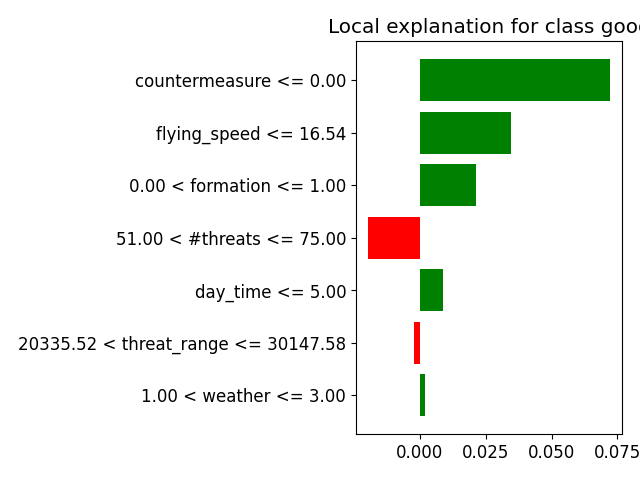 Local explanation for class goo
countermeasure <= 0.00
flying_speed <= 16.54
0.00 < formation <= 1.00
51.00 < #threats <= 75.00
day_time <= 5.00
20335.52 < threat_range <= 30147.58
1.00 < weather <= 3.00
0.000 0.025 0.050 0.075